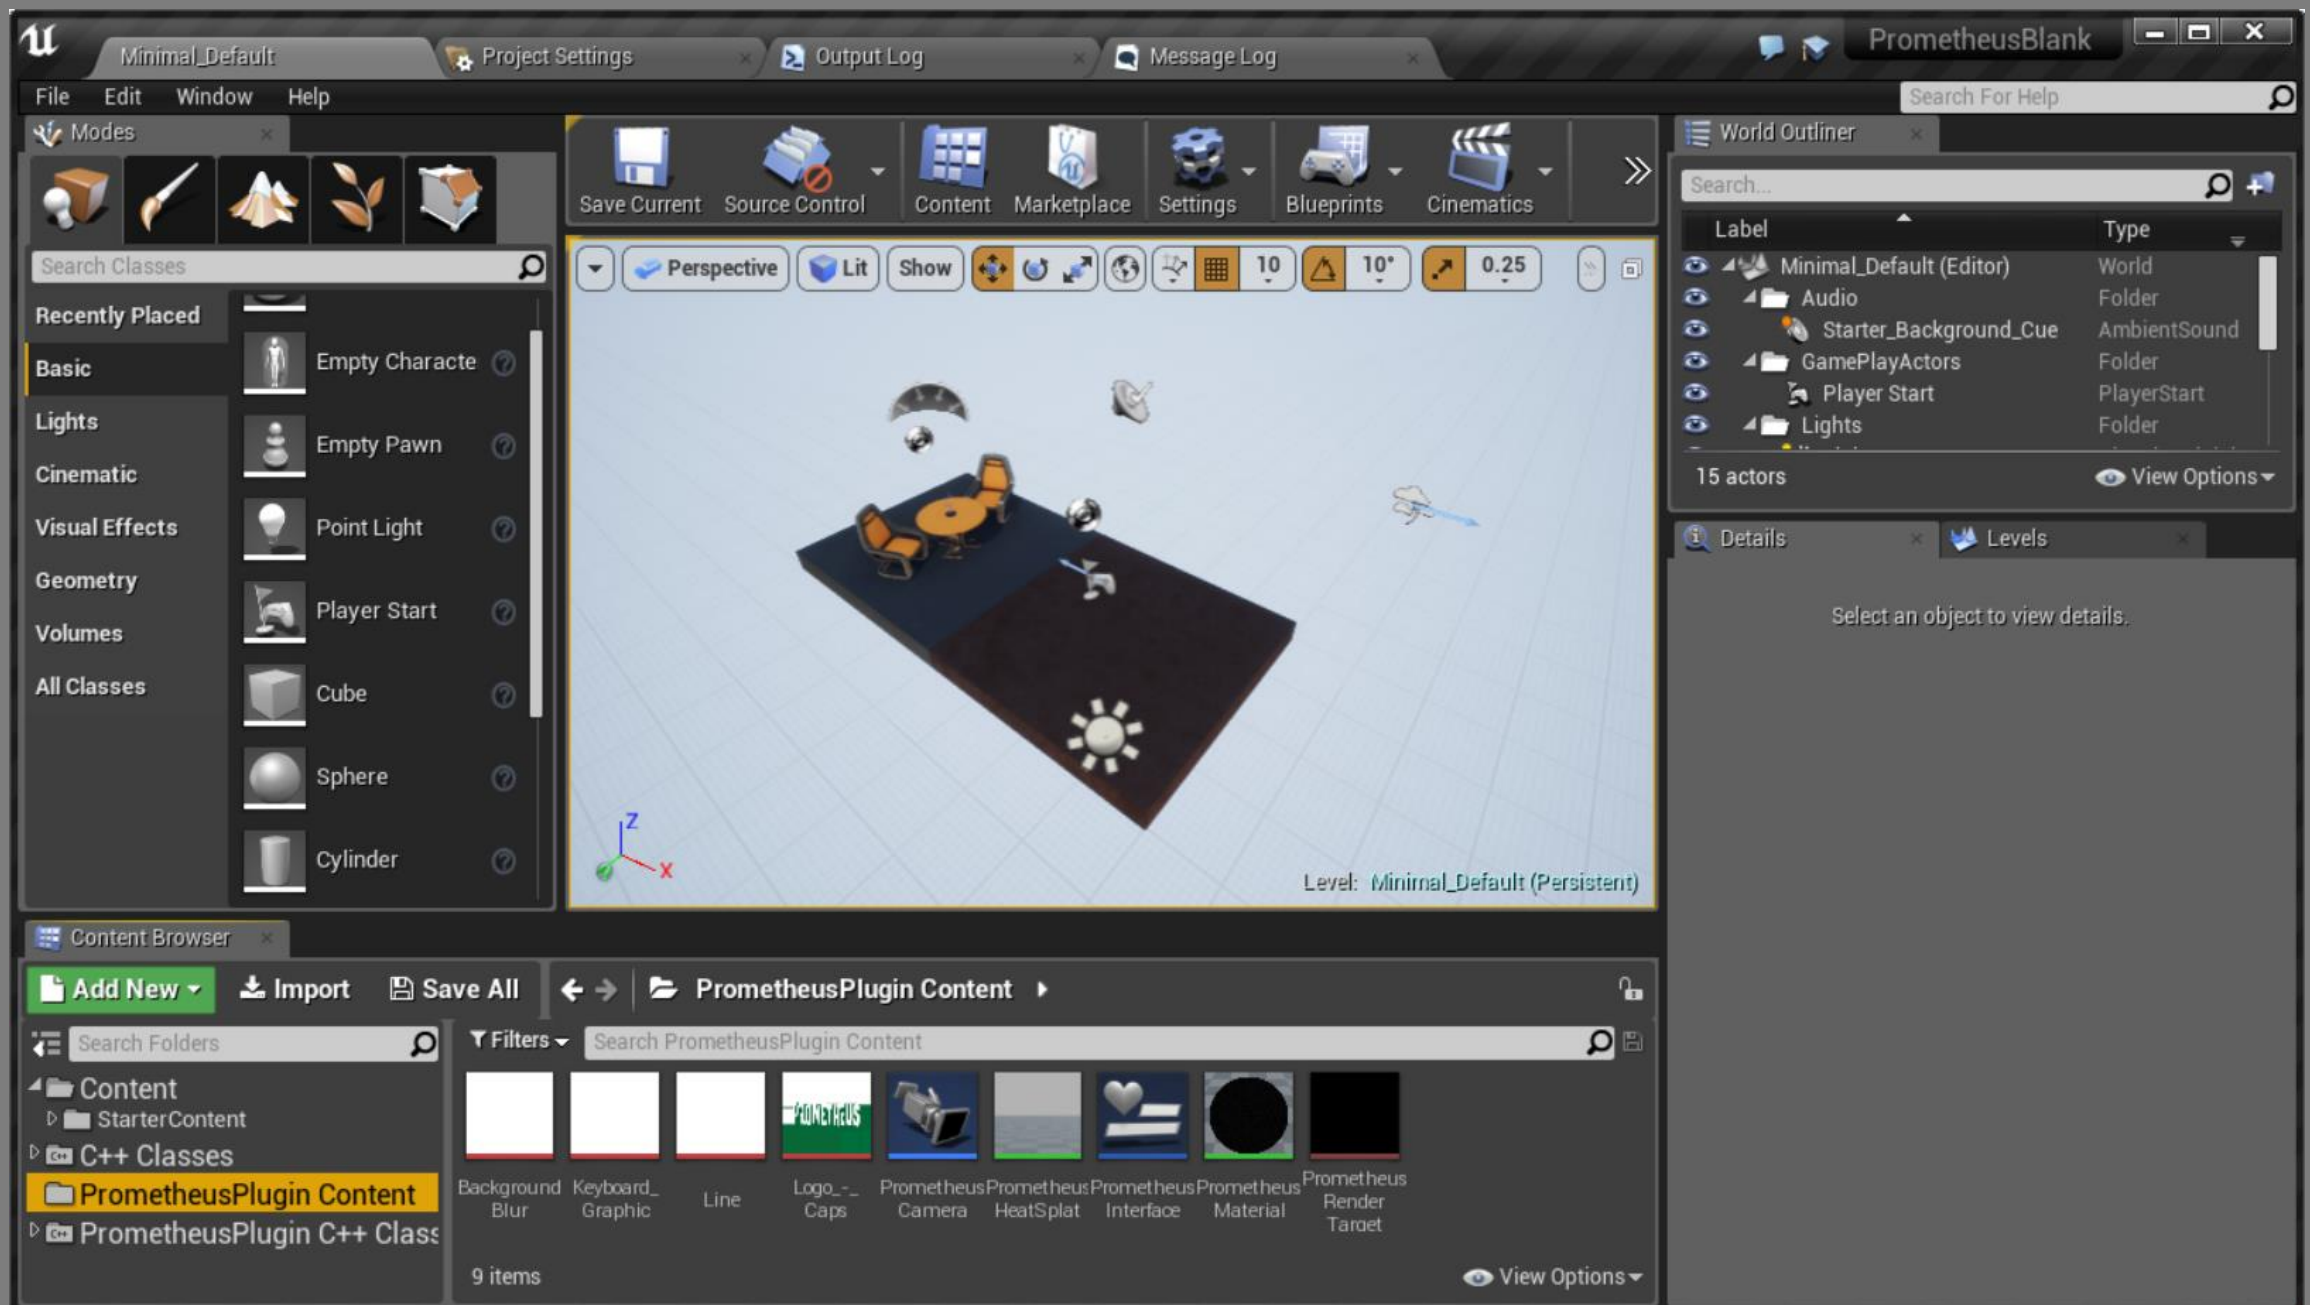 Minimal_Default
Project Settings
Output Log
Message Log
PrometheusBlank
File Edit Window Help
Search For Help
Modes
Search Classes
Recently Placed
Basic
Lights
Cinematic
Visual Effects
Geometry
Volumes
All Classes
Empty Characte
Empty Pawn
Point Light
Player Start
Cube
Sphere
Cylinder
Save Current
Source Control
Content
Marketplace
Settings
Blueprints
Cinematics
Perspective
Lit
Show
10
10°
0.25
Z
X
Level: Minimal_Default (Persistent)
World Outliner
Search...
Label Type
Minimal_Default (Editor) World
Audio Folder
Starter_Background_Cue AmbientSound
GamePlayActors Folder
Player Start PlayerStart
Lights Folder
15 actors
View Options
Details
Levels
Select an object to view details.
Content Browser
Add New
Import
Save All
PrometheusPlugin Content
Search Folders
Content
StarterContent
C++ Classes
PrometheusPlugin Content
PrometheusPlugin C++ Class
Filters
Search PrometheusPlugin Content
PROMETHEUS
Background
Blur
Keyboard_
Graphic
Line
Logo_-_
Caps
Prometheus
Camera
Prometheus
HeatSplat
Prometheus
Interface
Prometheus
Material
Prometheus
Render
Target
9 items
View Options